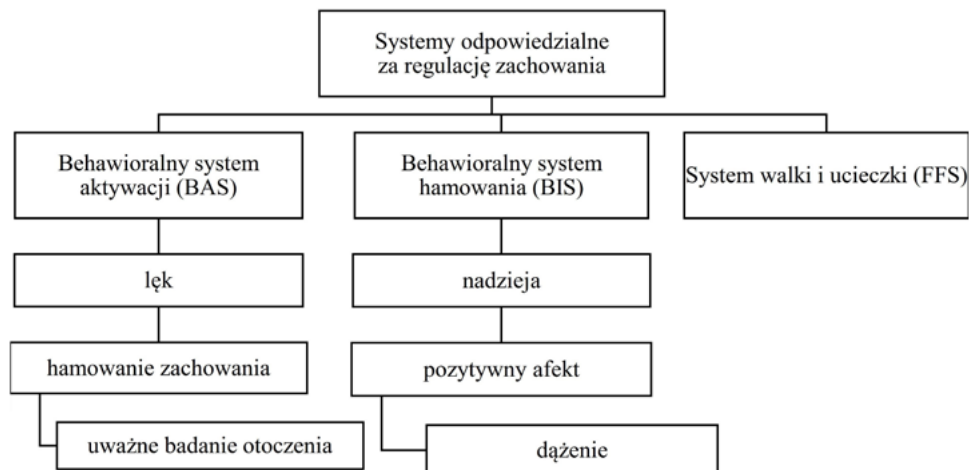 Systemy odpowiedzialne
za regulację zachowania
Behawioralny system
aktywacji (BAS)
Behawioralny system
hamowania (BIS)
System walki i ucieczki (FFS)
lęk
nadzieja
hamowanie zachowania
pozytywny afekt
uważne badanie otoczenia
dążenie